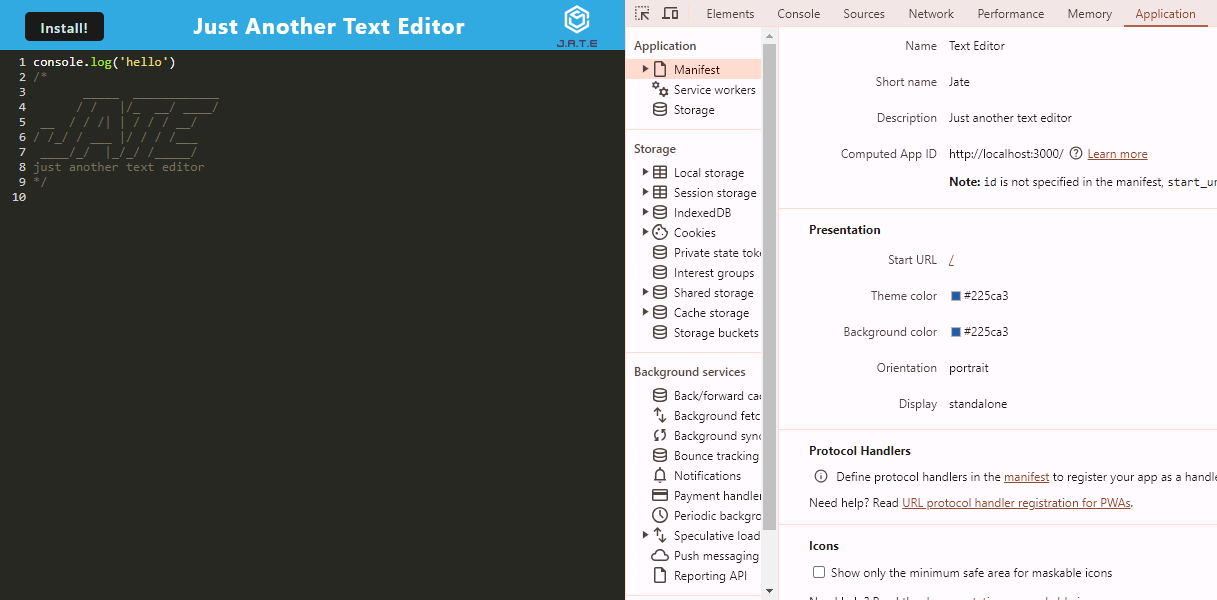 Install!
Just Another Text Editor
J.A.T.E
1 console.log('hello')
2 /*
3      _____  ___________
4     / /   |/_  __/ ____/
5 __  / / /| | / / / __/
6 / /_/ / ___ |/ / / /___
7 ____/_/  |_/_/ /_____/
8 just another text editor
9 */
10
Elements Console Sources Network Performance Memory Application
Application
Manifest
Service workers
Storage
Storage
Local storage
Session storage
IndexedDB
Cookies
Private state tok
Interest groups
Shared storage
Cache storage
Storage buckets
Background services
Back/forward ca
Background fetc
Background sync
Bounce tracking
Notifications
Payment handler
Periodic backgro
Speculative load
Push messaging
Reporting API
Name Text Editor
Short name Jate
Description Just another text editor
Computed App ID http://localhost:3000/ Learn more
Note: id is not specified in the manifest, start_ur
Presentation
Start URL /
Theme color #225ca3
Background color #225ca3
Orientation portrait
Display standalone
Protocol Handlers
Define protocol handlers in the manifest to register your app as a handle
Need help? Read URL protocol handler registration for PWAs.
Icons
Show only the minimum safe area for maskable icons